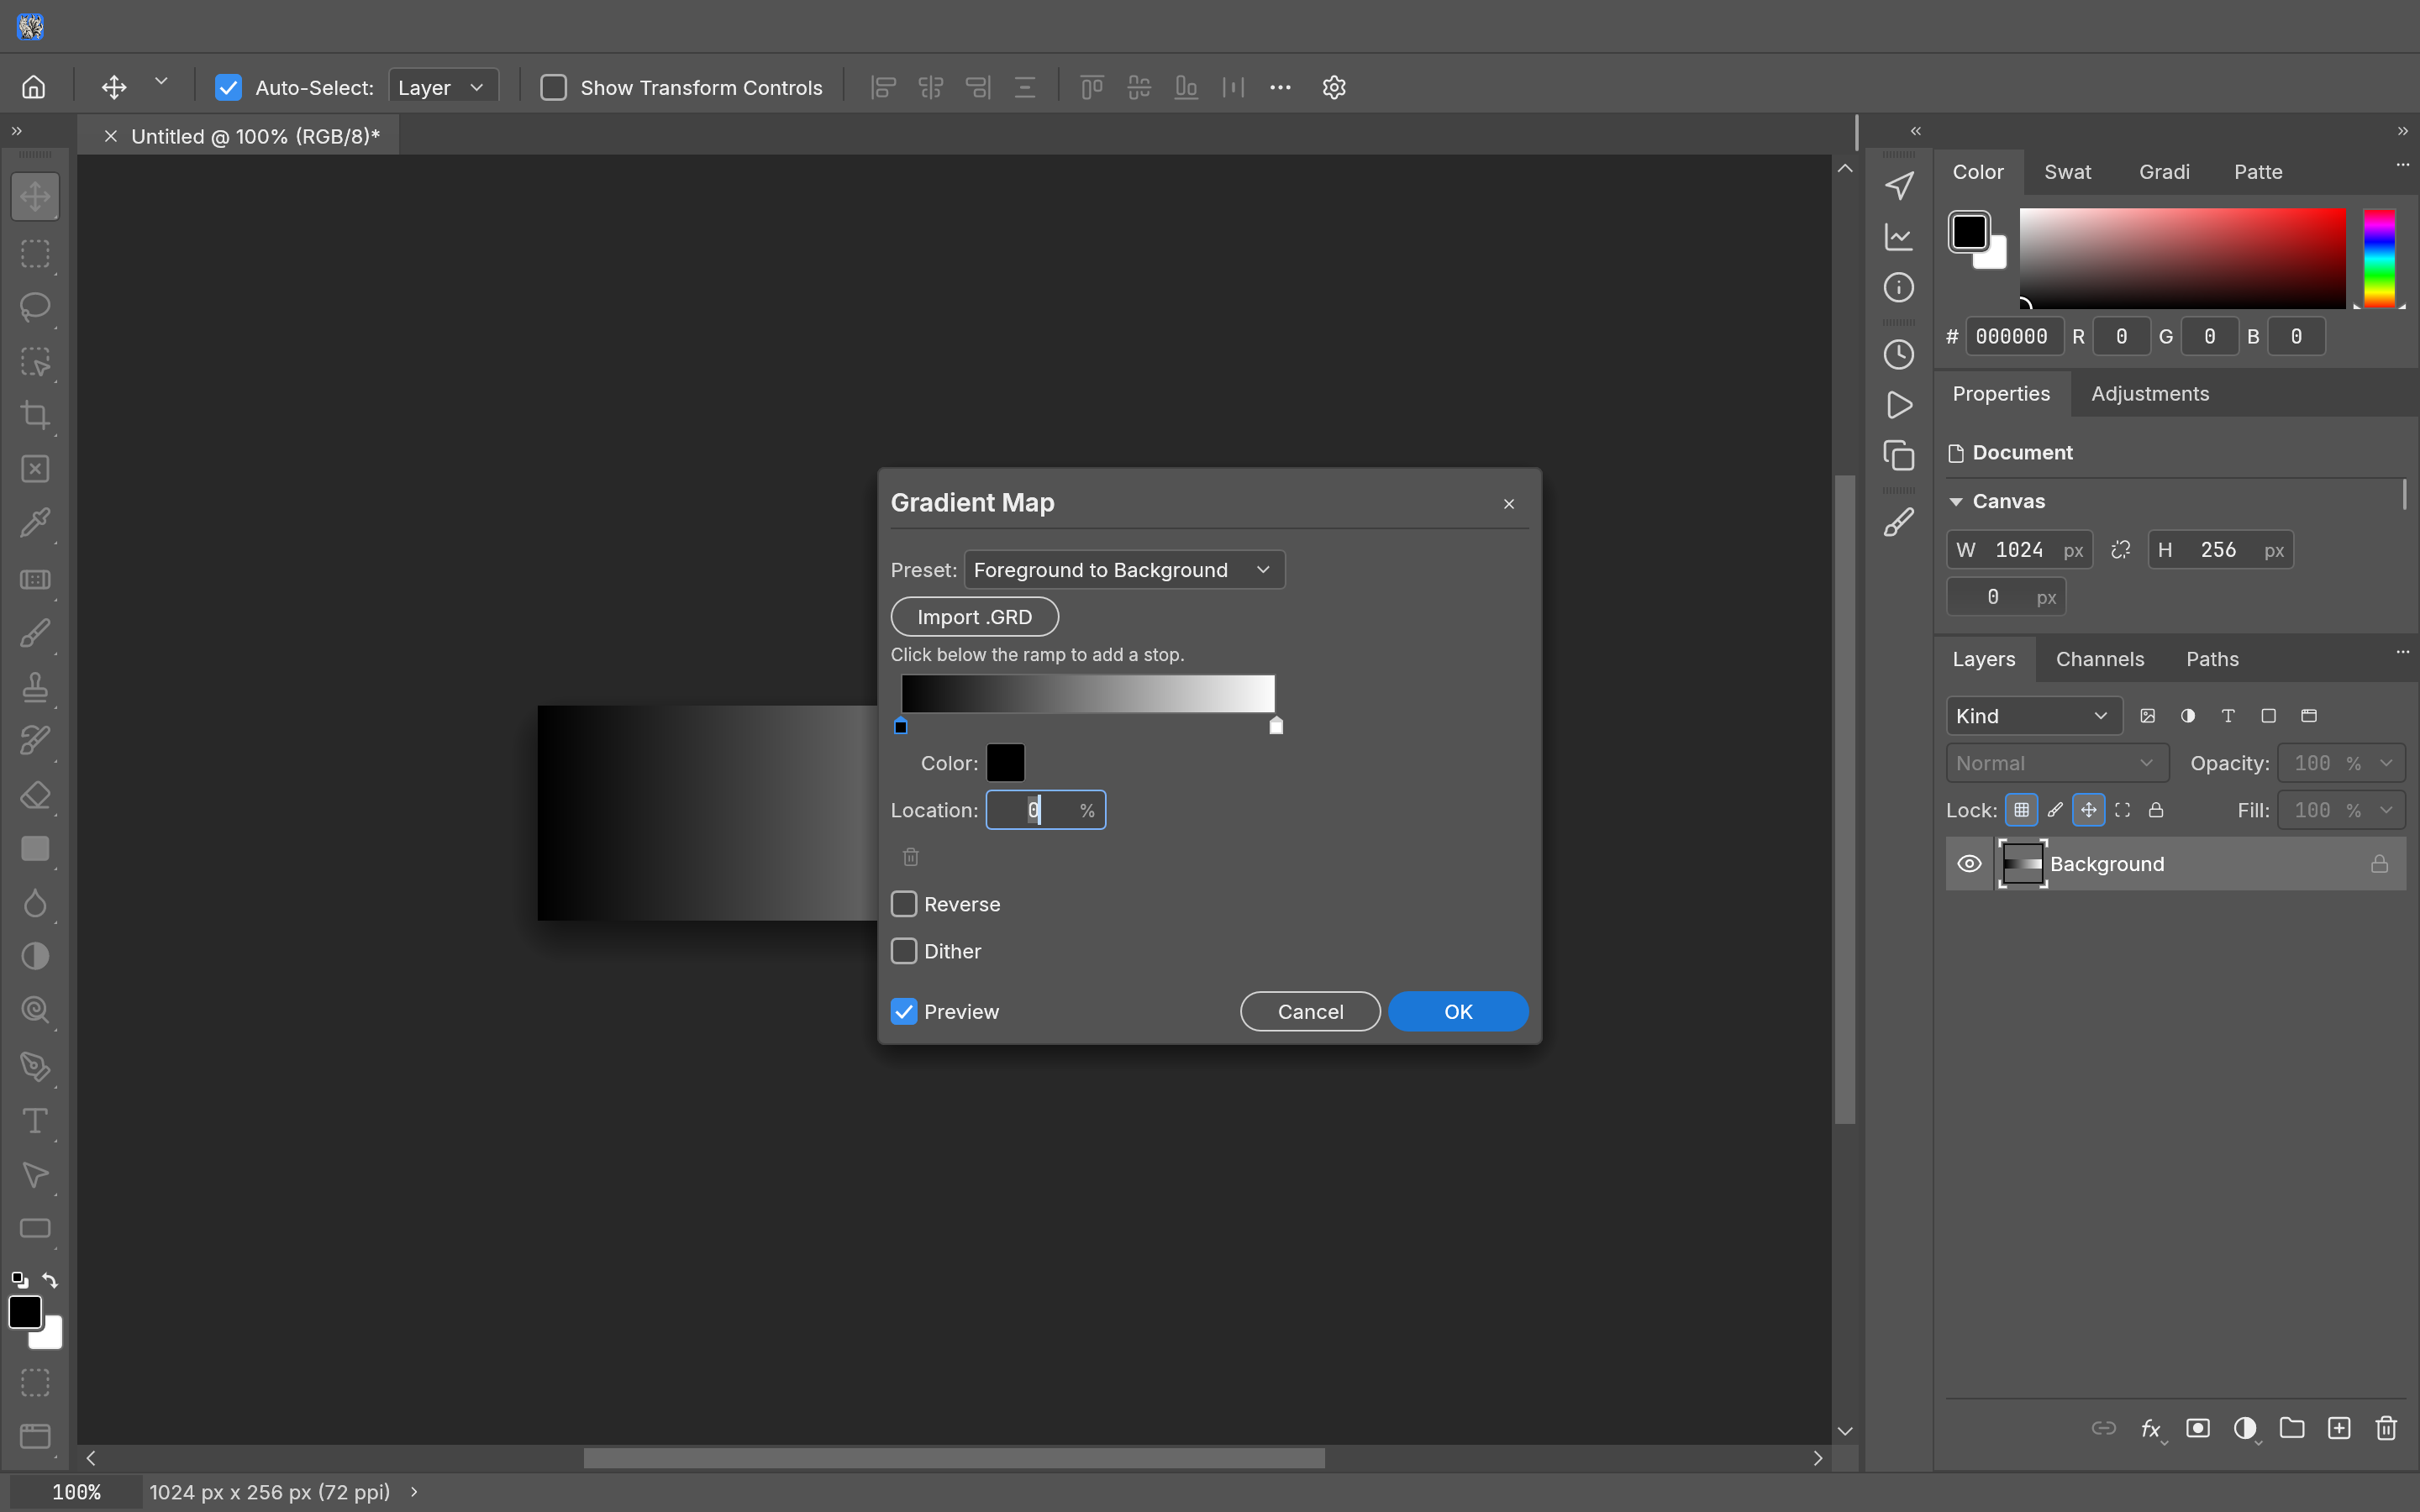 Auto-Select: Layer Show Transform Controls
Untitled @ 100% (RGB/8)*
Color Swat Gradi Patte
# 000000 R 0 G 0 B 0
Properties Adjustments
Document
Canvas
W 1024 px H 256 px
0 px
Gradient Map
Preset: Foreground to Background
Import .GRD
Click below the ramp to add a stop.
Color:
Location: 0 %
Reverse
Dither
Preview Cancel OK
Layers Channels Paths
Kind
Normal Opacity: 100 %
Lock: Fill: 100 %
Background
fx
100% 1024 px x 256 px (72 ppi)